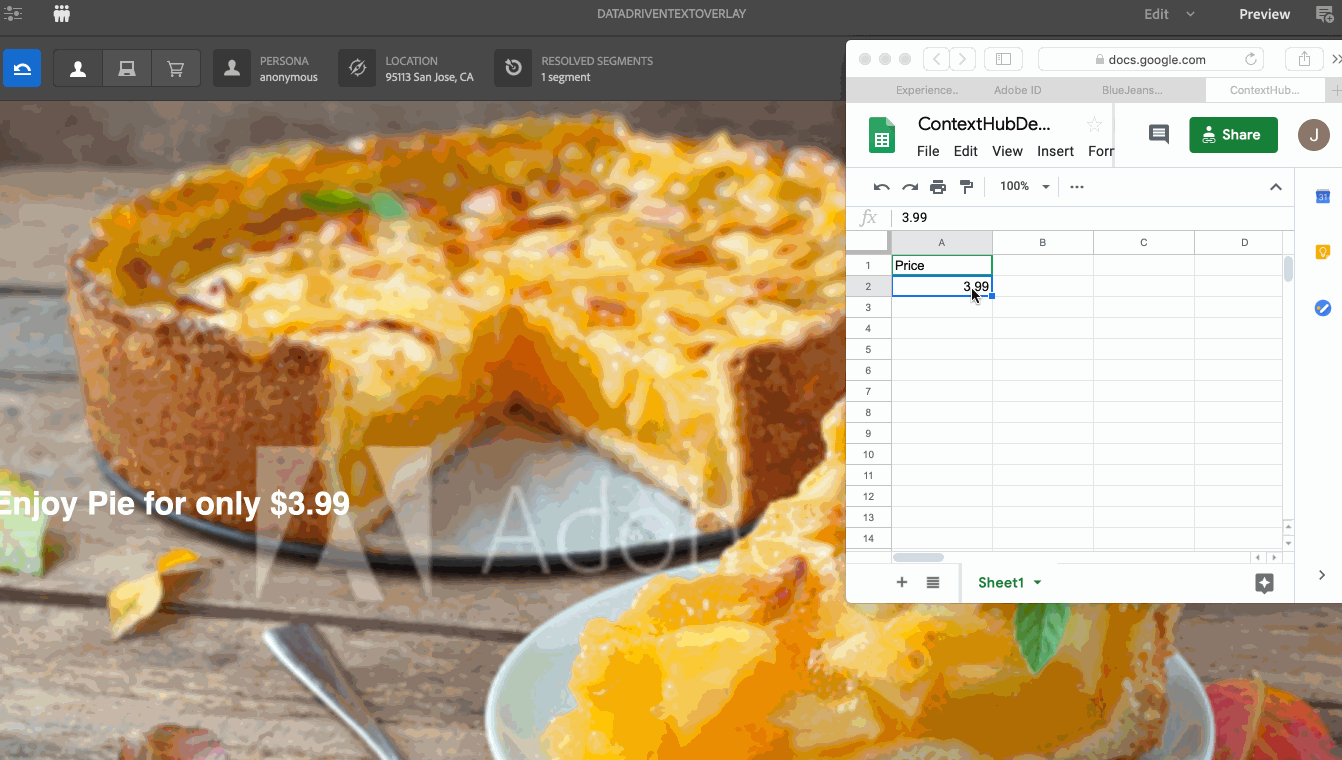 DATADRIVENTEXTOVERLAY
Edit
Preview
PERSONA
anonymous
LOCATION
95113 San Jose, CA
RESOLVED SEGMENTS
1 segment
docs.google.com
Experience..
Adobe ID
BlueJeans...
ContextHub...
ContextHubDe...
File Edit View Insert Forr
Share
J
100%
31
fx 3.99
A B C D
1 Price
2 3.99
3
4
5
6
7
8
9
10
11
12
13
14
Sheet1
Enjoy Pie for only $3.99
Adob